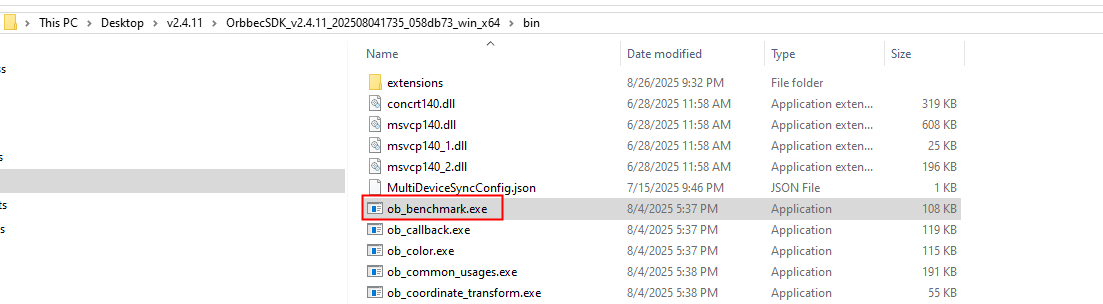 This PC > Desktop > v2.4.11 > OrbbecSDK_v2.4.11_202508041735_058db73_win_x64 > bin
Name Date modified Type Size
extensions 8/26/2025 9:32 PM File folder
concrt140.dll 6/28/2025 11:58 AM Application exten... 319 KB
msvcp140.dll 6/28/2025 11:58 AM Application exten... 608 KB
msvcp140_1.dll 6/28/2025 11:58 AM Application exten... 25 KB
msvcp140_2.dll 6/28/2025 11:58 AM Application exten... 196 KB
MultiDeviceSyncConfig.json 7/15/2025 9:46 PM JSON File 1 KB
ob_benchmark.exe 8/4/2025 5:37 PM Application 108 KB
ob_callback.exe 8/4/2025 5:37 PM Application 119 KB
ob_color.exe 8/4/2025 5:37 PM Application 115 KB
ob_common_usages.exe 8/4/2025 5:38 PM Application 191 KB
ob_coordinate_transform.exe 8/4/2025 5:38 PM Application 55 KB